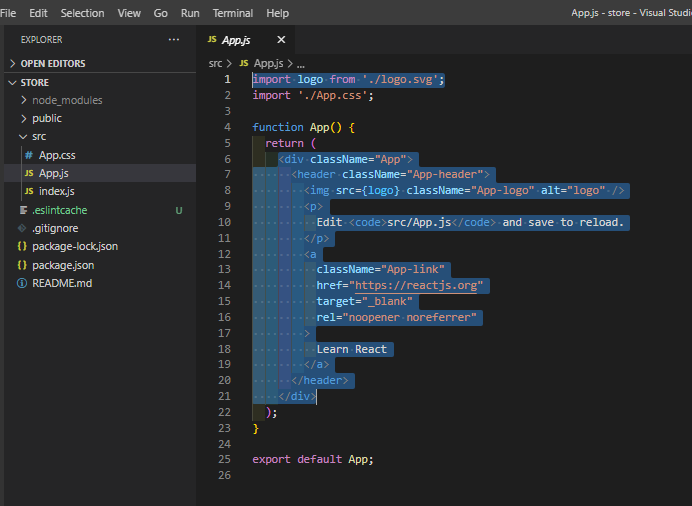 File Edit Selection View Go Run Terminal Help App.js - store - Visual Studi
EXPLORER ... App.js
OPEN EDITORS
STORE
node_modules
public
src
# App.css
JS App.js
JS index.js
.eslintcache U
.gitignore
{} package-lock.json
{} package.json
README.md
src > JS App.js > ...
1 import logo from './logo.svg';
2 import './App.css';
3
4 function App() {
5 return (
6 <div className="App">
7 <header className="App-header">
8 <img src={logo} className="App-logo" alt="logo" />
9 <p>
10 Edit <code>src/App.js</code> and save to reload.
11 </p>
12 <a
13 className="App-link"
14 href="https://reactjs.org"
15 target="_blank"
16 rel="noopener noreferrer"
17 >
18 Learn React
19 </a>
20 </header>
21 </div>
22 );
23 }
24
25 export default App;
26